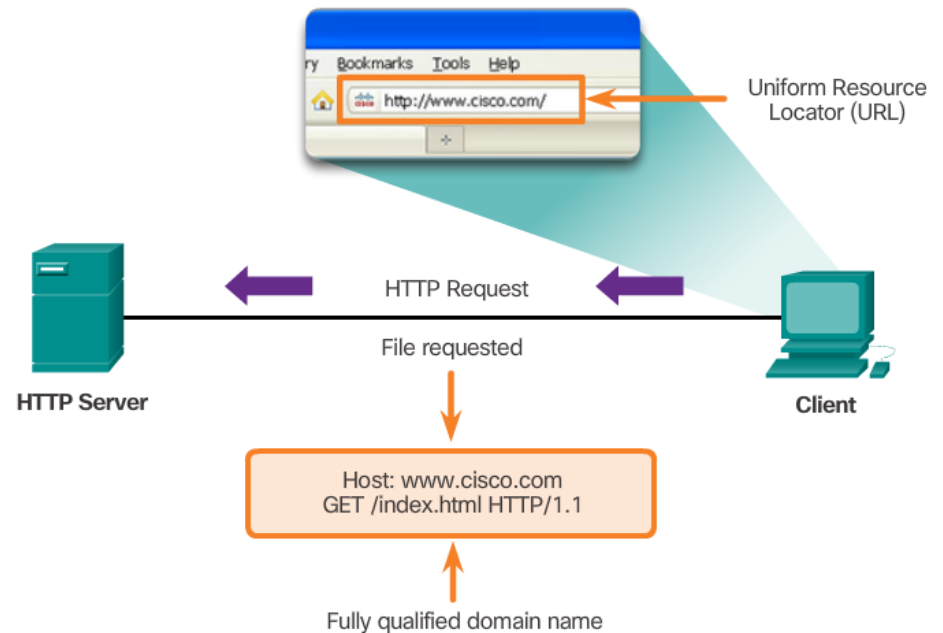 ry Bookmarks Tools Help
cisco http://www.cisco.com/
Uniform Resource
Locator (URL)
HTTP Request
File requested
HTTP Server
Client
Host: www.cisco.com
GET /index.html HTTP/1.1
Fully qualified domain name